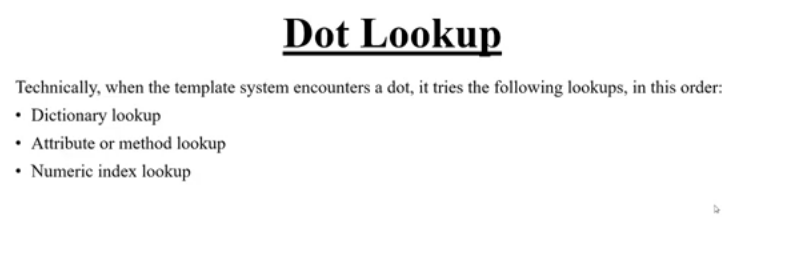 Dot Lookup
Technically, when the template system encounters a dot, it tries the following lookups, in this order:
• Dictionary lookup
• Attribute or method lookup
• Numeric index lookup